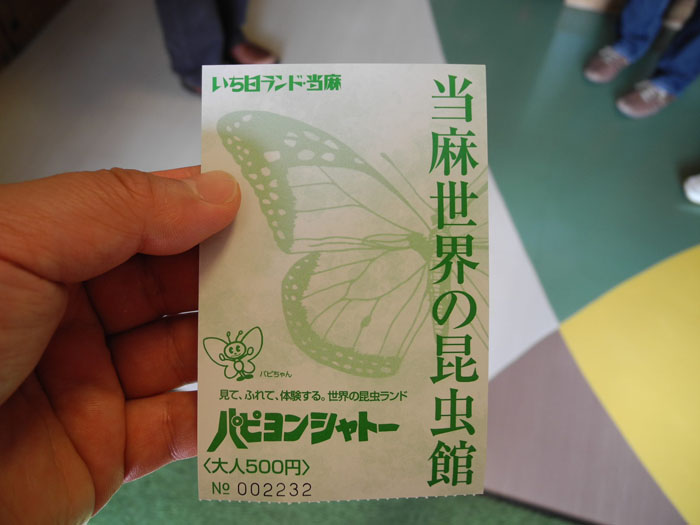 いち日ランド・当麻
当麻世界の昆虫館
パピちゃん
見て、ふれて、体験する。世界の昆虫ランド
パピヨンシャトー
〈大人500円〉
№ 002232